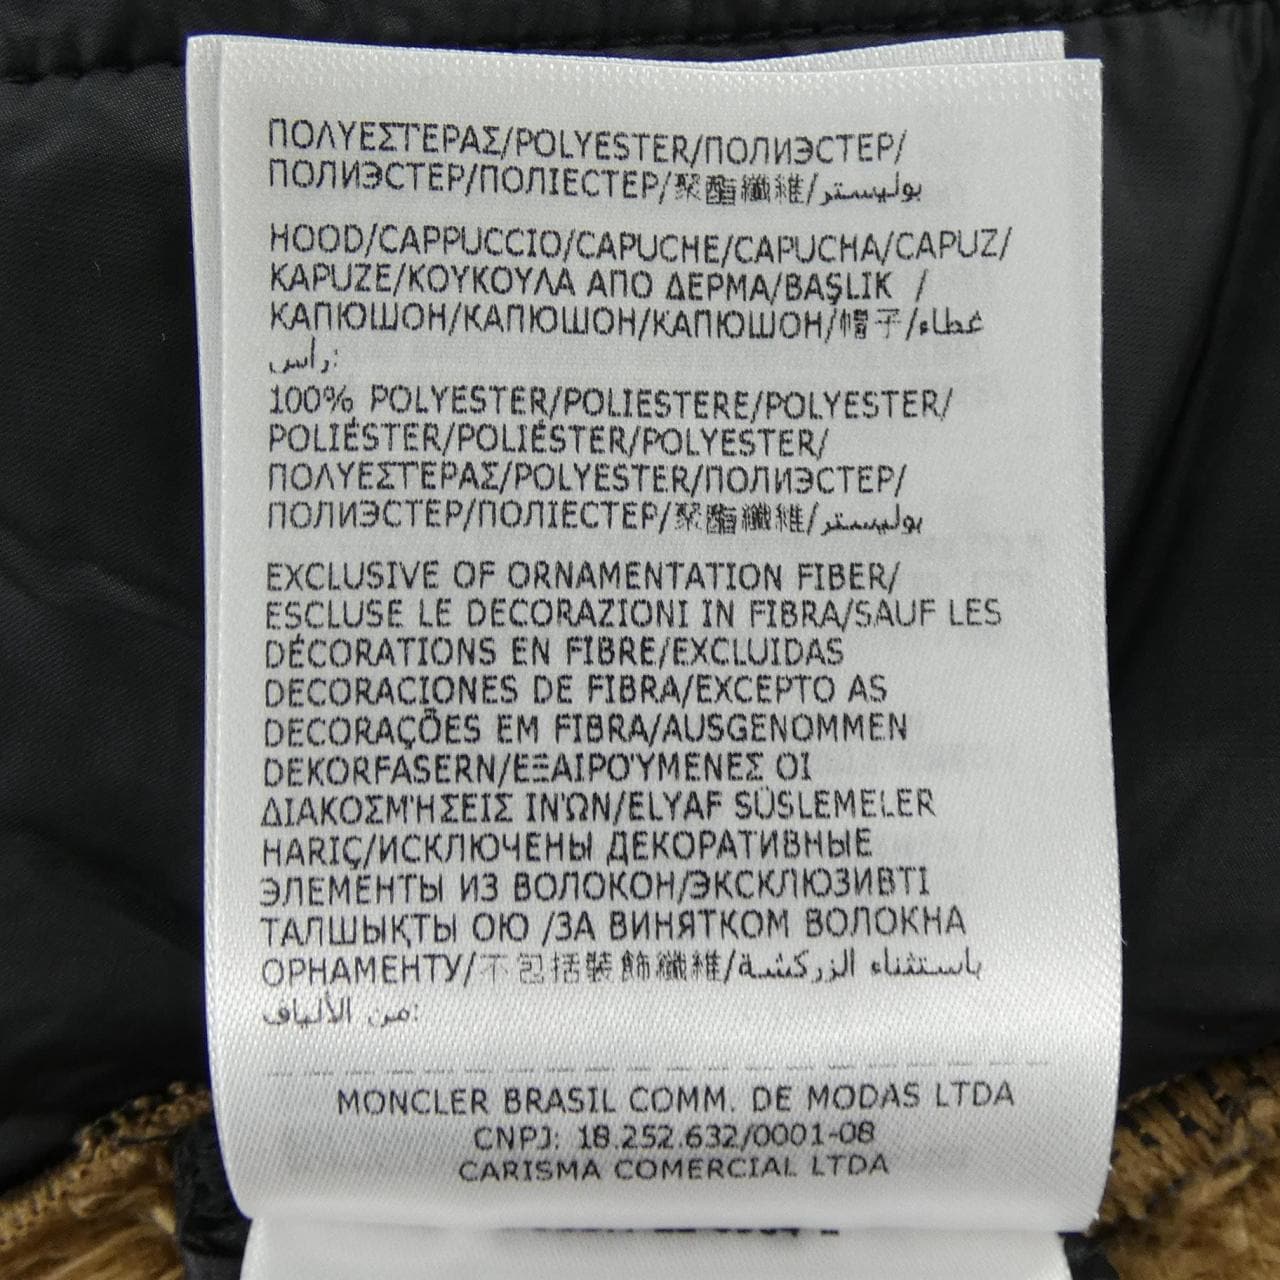 ΠΟΛΥΕΣΤΕΡΑΣ/POLYESTER/ПОЛИЭСТЕР/
ПОЛИЭСТЕР/ПОЛІЕСТЕР/聚酯纖維/بوليستر
HOOD/CAPPUCCIO/CAPUCHE/CAPUCHA/CAPUZ/
KAPUZE/ΚΟΥΚΟΥΛΑ ΑΠΟ ΔΕΡΜΑ/BAŞLIK /
КАПЮШОН/КАПЮШОН/КАПЮШОН/帽子/غطاء
رأس:
100% POLYESTER/POLIESTERE/POLYESTER/
POLIÉSTER/POLIÉSTER/POLYESTER/
ΠΟΛΥΕΣΤΕΡΑΣ/POLYESTER/ПОЛИЭСТЕР/
ПОЛИЭСТЕР/ПОЛІЕСТЕР/聚酯纖維/بوليستر
EXCLUSIVE OF ORNAMENTATION FIBER/
ESCLUSE LE DECORAZIONI IN FIBRA/SAUF LES
DÉCORATIONS EN FIBRE/EXCLUIDAS
DECORACIONES DE FIBRA/EXCEPTO AS
DECORAÇÕES EM FIBRA/AUSGENOMMEN
DEKORFASERN/ΕΞΑΙΡΟΎΜΕΝΕΣ ΟΙ
ΔΙΑΚΟΣΜΉΣΕΙΣ ΙΝΏΝ/ELYAF SÜSLEMELER
HARIÇ/ИСКЛЮЧЕНЫ ДЕКОРАТИВНЫЕ
ЭЛЕМЕНТЫ ИЗ ВОЛОКОН/ЭКСКЛЮЗИВТІ
ТАЛШЫҚТЫ ОЮ /ЗА ВИНЯТКОМ ВОЛОКНА
ОРНАМЕНТУ/不包括裝飾纖維/باستثناء الزركشة
من الألياف:
MONCLER BRASIL COMM. DE MODAS LTDA
CNPJ: 18.252.632/0001-08
CARISMA COMERCIAL LTDA